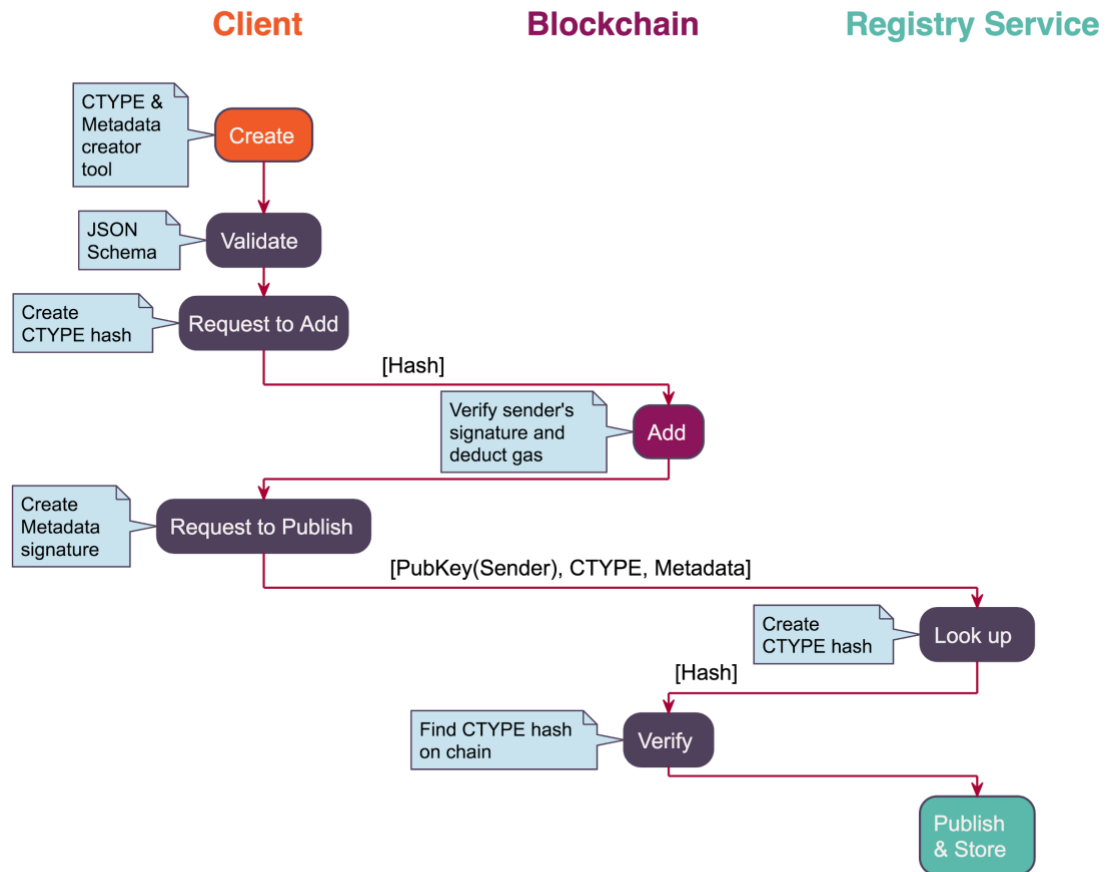 Client
Blockchain
Registry Service
CTYPE &
Metadata
creator
tool
Create
JSON
Schema
Validate
Create
CTYPE hash
Request to Add
[Hash]
Verify sender's
signature and
deduct gas
Add
Create
Metadata
signature
Request to Publish
[PubKey(Sender), CTYPE, Metadata]
Create
CTYPE hash
Look up
[Hash]
Find CTYPE hash
on chain
Verify
Publish
& Store